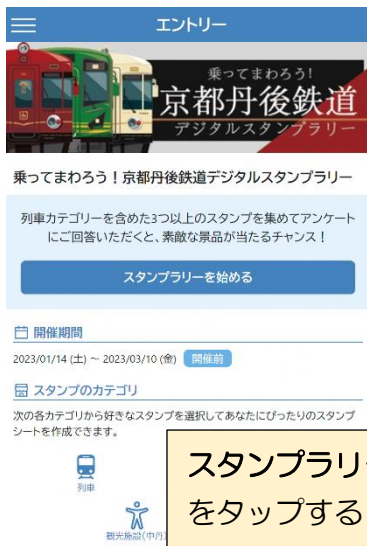 エントリー
乗ってまわろう!
京都丹後鉄道
デジタルスタンプラリー
乗ってまわろう！京都丹後鉄道デジタルスタンプラリー
列車カテゴリーを含めた3つ以上のスタンプを集めてアンケート
にご回答いただくと、素敵な景品が当たるチャンス！
スタンプラリーを始める
開催期間
2023/01/14 (土) ~ 2023/03/10 (金) 開催前
スタンプのカテゴリ
次の各カテゴリから好きなスタンプを選択してあなたにぴったりのスタンプ
シートを作成できます。
列車
観光施設(中丹)
スタンプラリー
をタップする